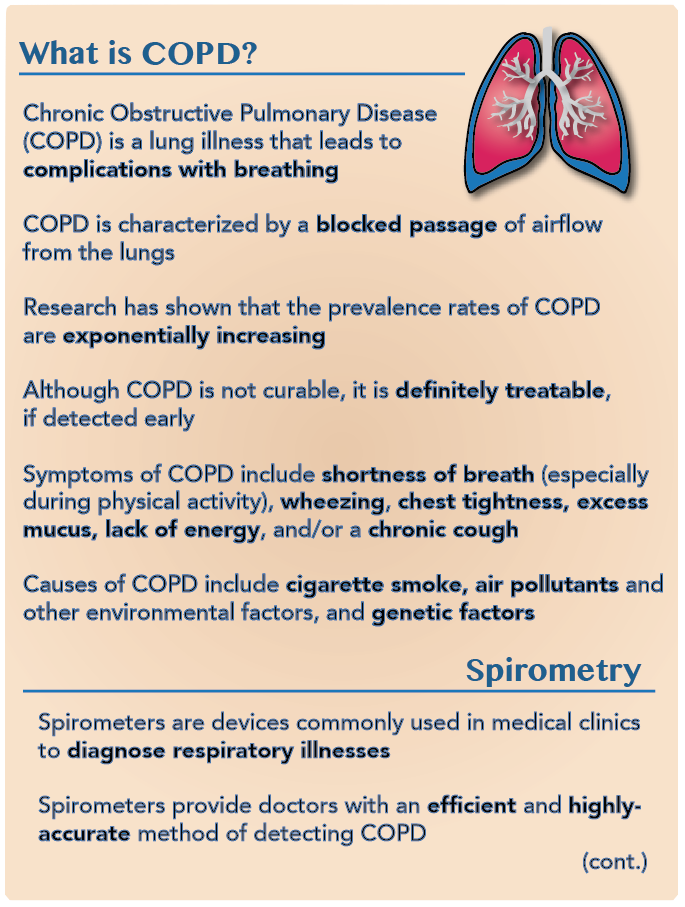 What is COPD?
Chronic Obstructive Pulmonary Disease
(COPD) is a lung illness that leads to
complications with breathing
COPD is characterized by a blocked passage of airflow
from the lungs
Research has shown that the prevalence rates of COPD
are exponentially increasing
Although COPD is not curable, it is definitely treatable,
if detected early
Symptoms of COPD include shortness of breath (especially
during physical activity), wheezing, chest tightness, excess
mucus, lack of energy, and/or a chronic cough
Causes of COPD include cigarette smoke, air pollutants and
other environmental factors, and genetic factors
Spirometry
Spirometers are devices commonly used in medical clinics
to diagnose respiratory illnesses
Spirometers provide doctors with an efficient and highly-
accurate method of detecting COPD
(cont.)